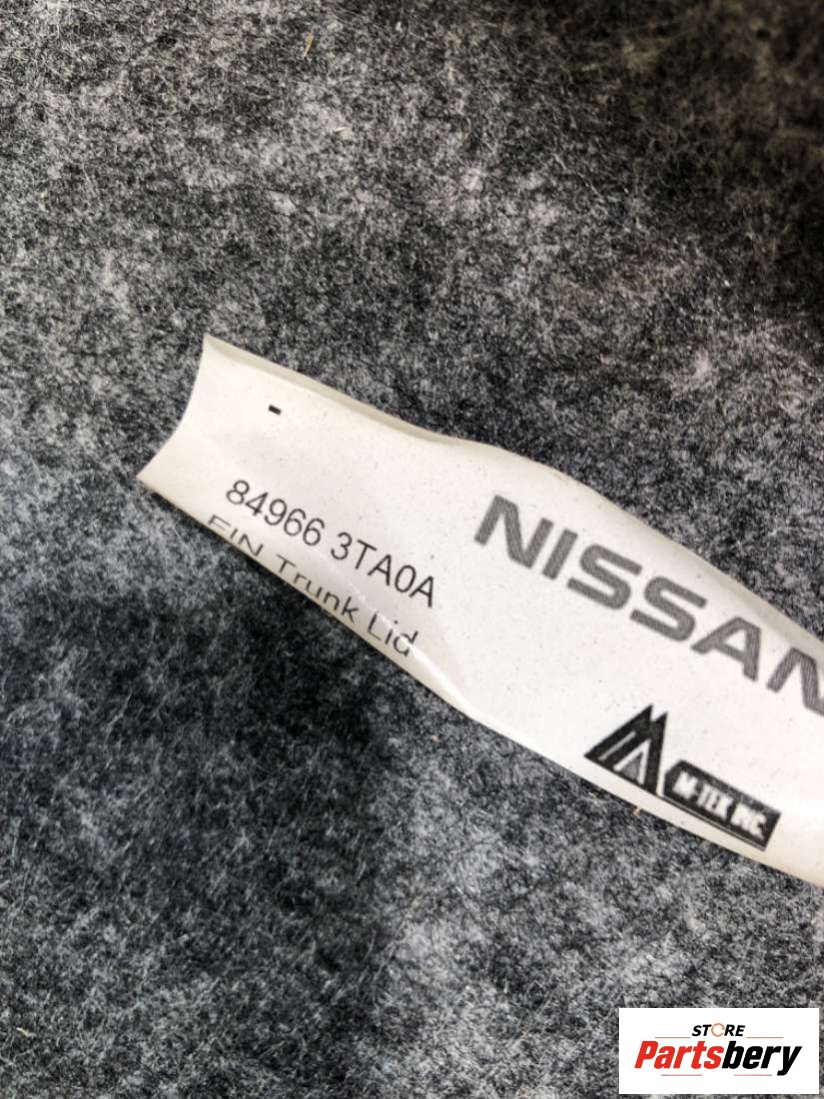 -
84966 3TA0A
FIN Trunk Lid
NISSAN
M-TEK INC
STORE
Partsbery